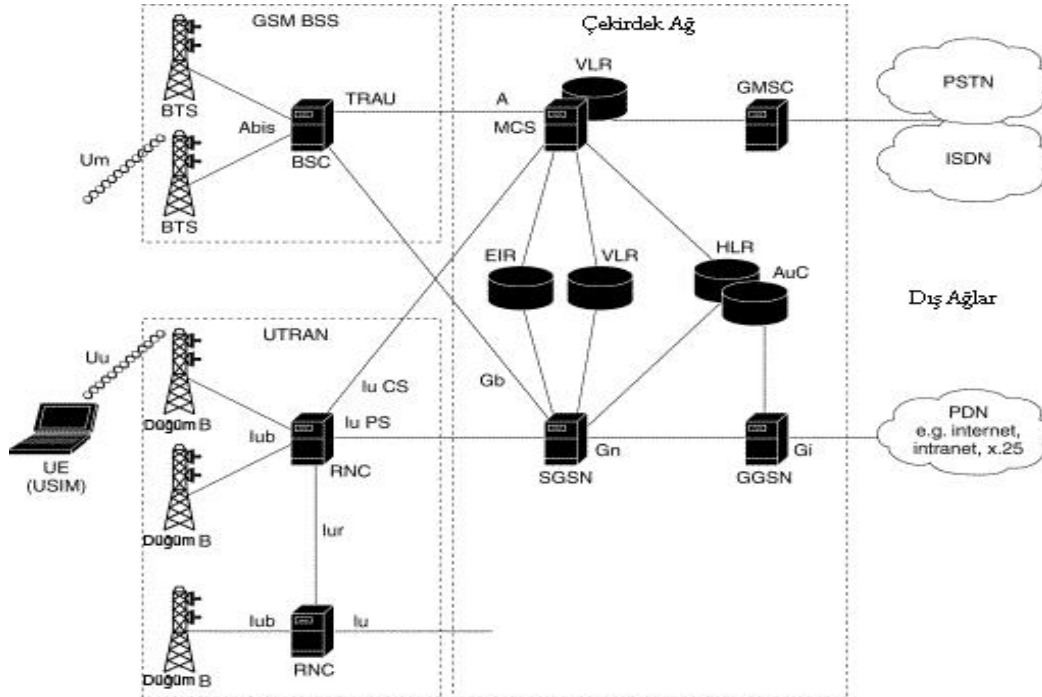 GSM BSS
Çekirdek Ağ
BTS
Abis
BSC
TRAU
A
VLR
MCS
GMSC
PSTN
ISDN
Um
BTS
EIR
VLR
HLR
AuC
Dış Ağlar
UTRAN
Uu
UE
(USIM)
Düğüm B
Iub
RNC
Iu CS
Iu PS
Gb
SGSN
Gn
GGSN
Gi
PDN
e.g. internet,
intranet, x.25
Düğüm B
Iur
Düğüm B
Iub
RNC
Iu